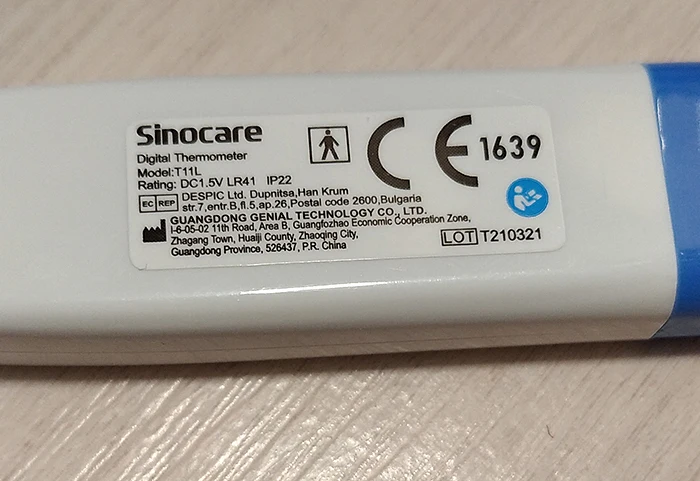 Sinocare
CE 1639
Digital Thermometer
Model:T11L
Rating: DC1.5V LR41 IP22
EC REP DESPIC Ltd. Dupnitsa,Han Krum
str.7,entr.B,fl.5,ap.26,Postal code 2600,Bulgaria
GUANGDONG GENIAL TECHNOLOGY CO., LTD.
I-6-05-02 11th Road, Area B, Guangfozhao Economic Cooperation Zone,
Zhagang Town, Huaiji County, Zhaoqing City,
Guangdong Province, 526437, P.R. China
LOT T210321